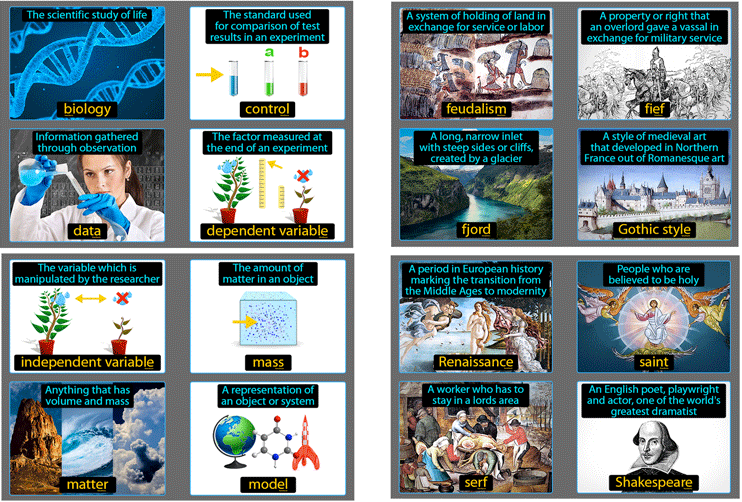 The scientific study of life
biology
The standard used
for comparison of test
results in an experiment
a
b
control
Information gathered
through observation
data
The factor measured at
the end of an experiment
dependent variable
The variable which is
manipulated by the researcher
independent variable
The amount of
matter in an object
mass
Anything that has
volume and mass
matter
A representation of
an object or system
model
A system of holding of land in
exchange for service or labor
feudalism
A property or right that
an overlord gave a vassal in
exchange for military service
fief
A long, narrow inlet
with steep sides or cliffs,
created by a glacier
fjord
A style of medieval art
that developed in Northern
France out of Romanesque art
Gothic style
A period in European history
marking the transition from
the Middle Ages to modernity
Renaissance
People who are
believed to be holy
saint
A worker who has to
stay in a lords area
serf
An English poet, playwright
and actor, one of the world's
greatest dramatist
Shakespeare